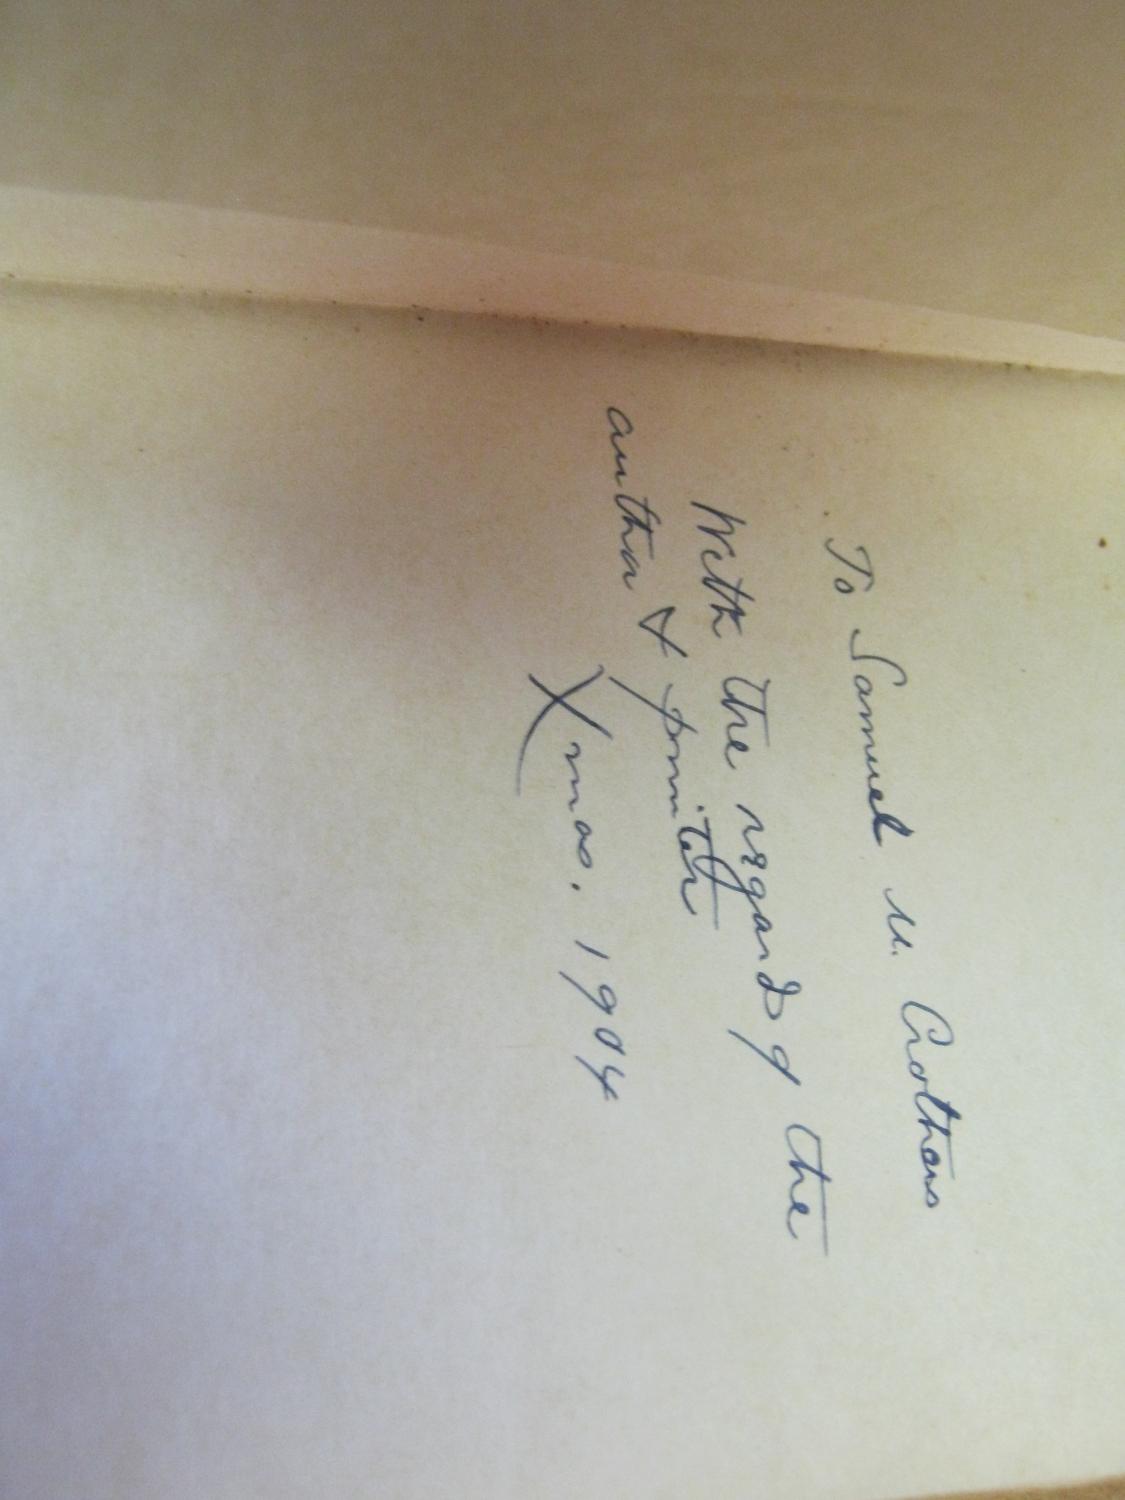 To Samuel M. Crothers
With the regard of the
author & printer
Xmas. 1904